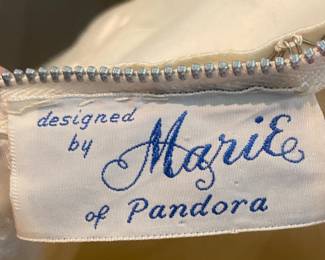 designed
by MariE
of Pandora